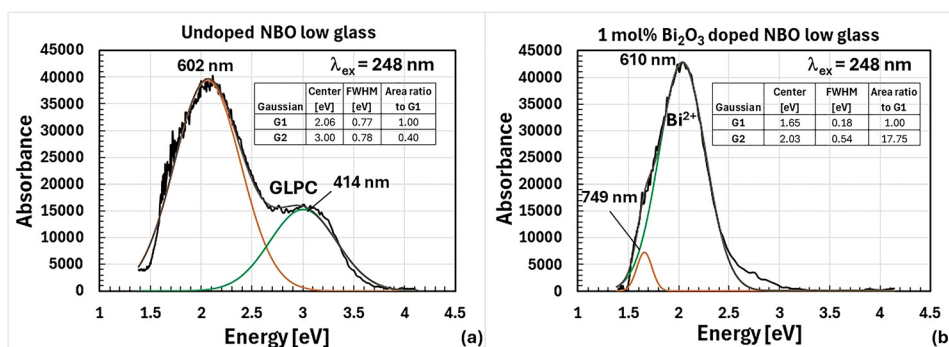 Undoped NBO low glass
602 nm
λex = 248 nm
Gaussian Center [eV] FWHM [eV] Area ratio to G1
G1 2.06 0.77 1.00
G2 3.00 0.78 0.40
GLPC
414 nm
Absorbance
45000
40000
35000
30000
25000
20000
15000
10000
5000
0
1 1.5 2 2.5 3 3.5 4 4.5
Energy [eV]
(a)
1 mol% Bi2O3 doped NBO low glass
610 nm
λex = 248 nm
Gaussian Center [eV] FWHM [eV] Area ratio to G1
G1 1.65 0.18 1.00
G2 2.03 0.54 17.75
Bi2+
749 nm
Absorbance
45000
40000
35000
30000
25000
20000
15000
10000
5000
0
1 1.5 2 2.5 3 3.5 4 4.5
Energy [eV]
(b